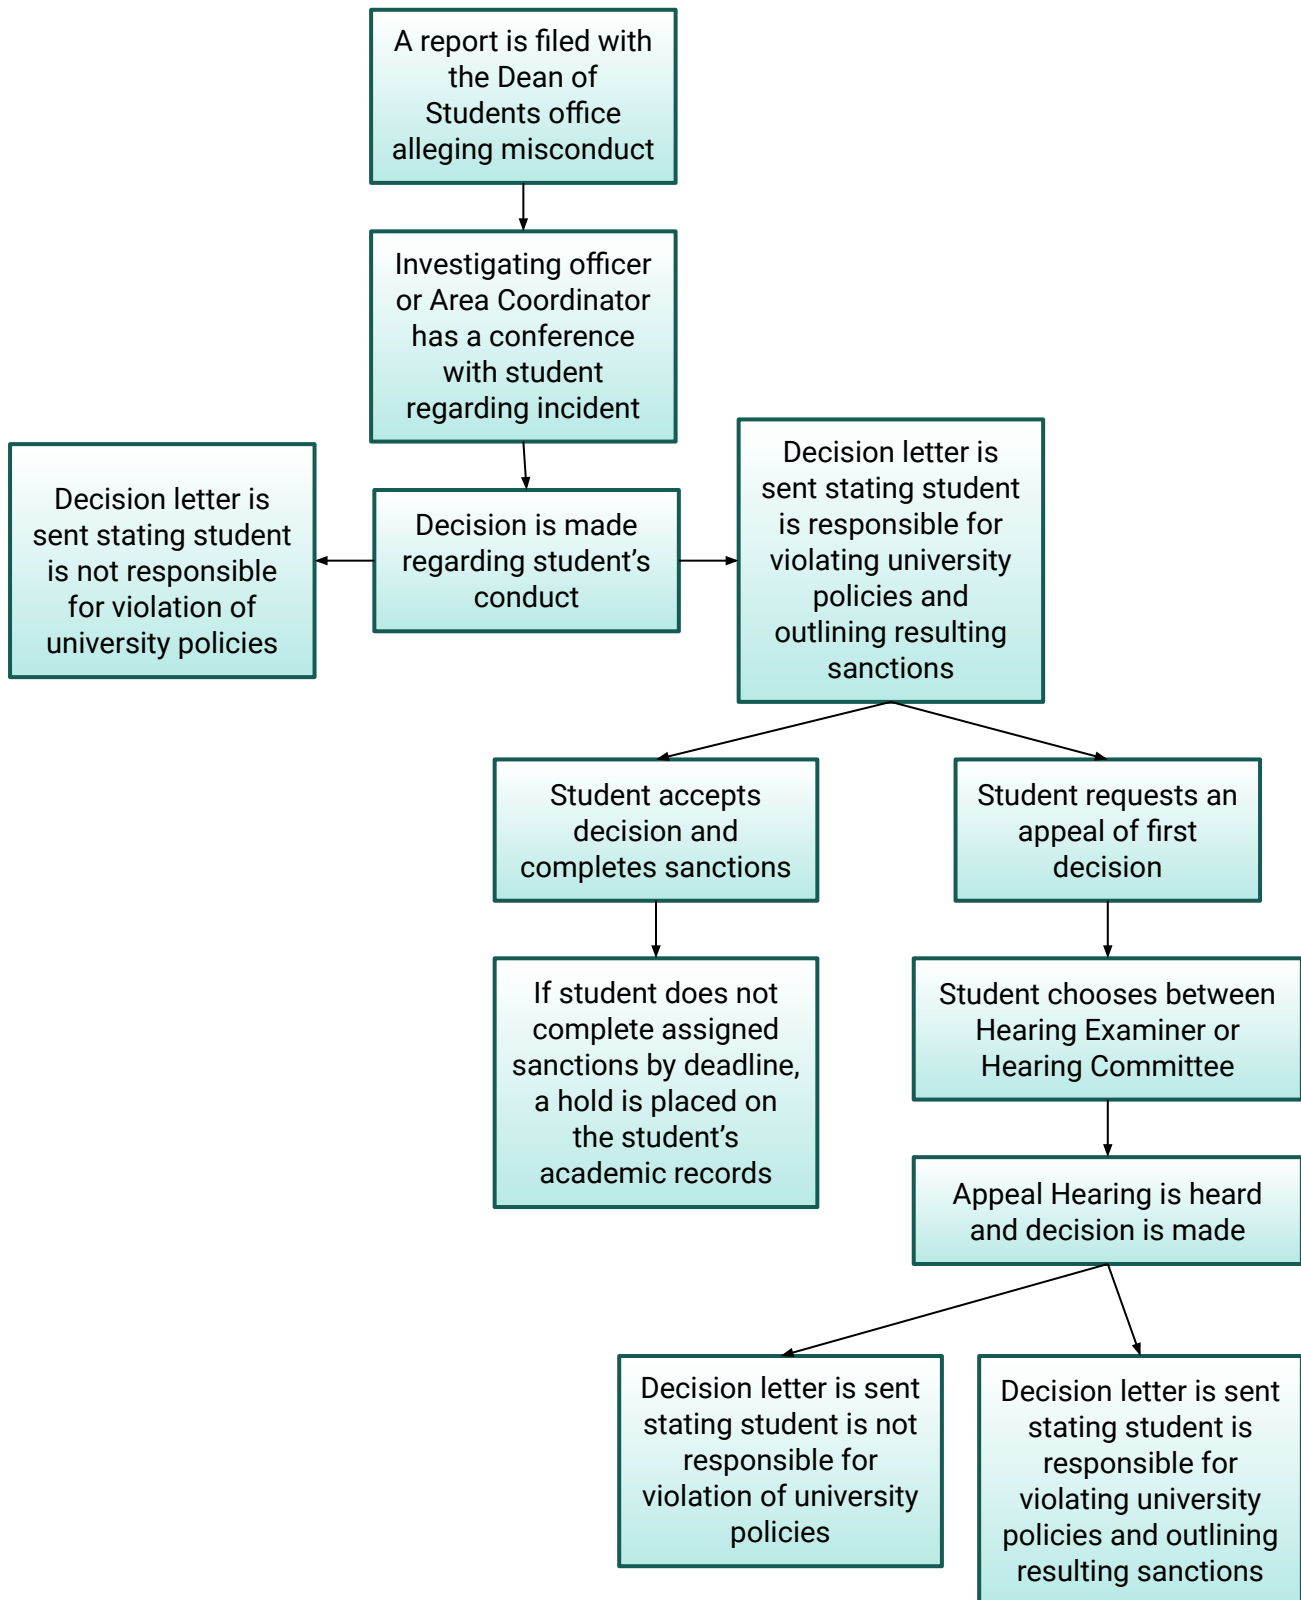 A report is filed with
the Dean of
Students office
alleging misconduct
Investigating officer
or Area Coordinator
has a conference
with student
regarding incident
Decision letter is
sent stating student
is not responsible
for violation of
university policies
Decision is made
regarding student’s
conduct
Decision letter is
sent stating student
is responsible for
violating university
policies and
outlining resulting
sanctions
Student accepts
decision and
completes sanctions
Student requests an
appeal of first
decision
If student does not
complete assigned
sanctions by deadline,
a hold is placed on
the student’s
academic records
Student chooses between
Hearing Examiner or
Hearing Committee
Appeal Hearing is heard
and decision is made
Decision letter is sent
stating student is not
responsible for
violation of university
policies
Decision letter is sent
stating student is
responsible for
violating university
policies and outlining
resulting sanctions